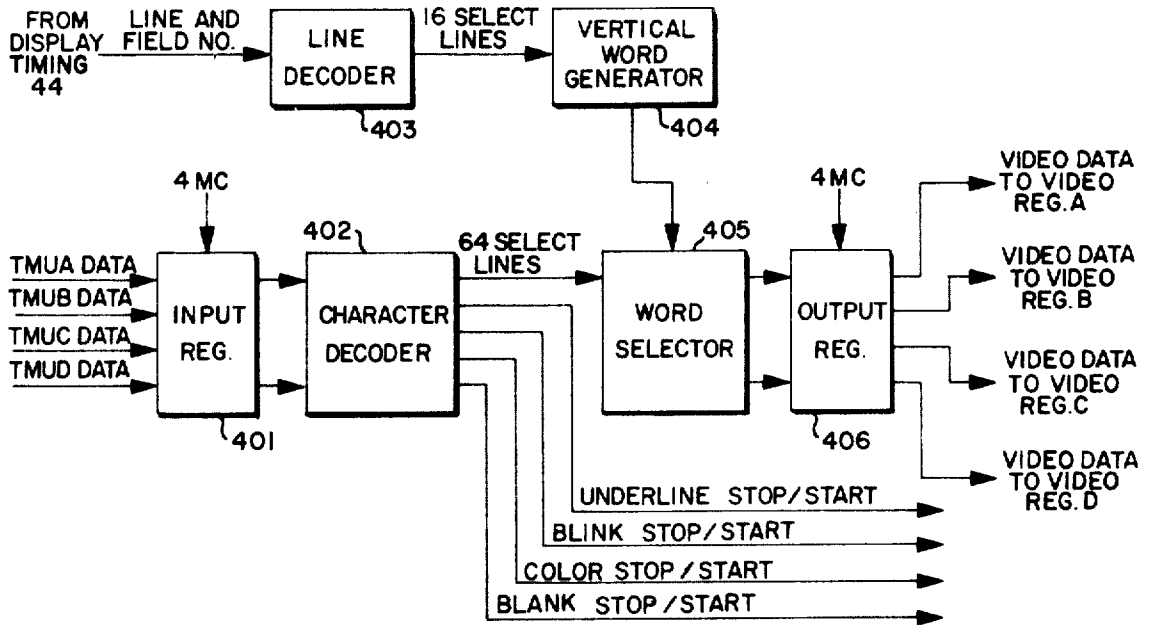 FROM
DISPLAY
TIMING
44
LINE AND
FIELD NO.
LINE
DECODER
403
16 SELECT
LINES
VERTICAL
WORD
GENERATOR
404
4 MC
TMUA DATA
TMUB DATA
TMUC DATA
TMUD DATA
INPUT
REG.
401
402
CHARACTER
DECODER
64 SELECT
LINES
405
WORD
SELECTOR
4 MC
OUTPUT
REG.
406
VIDEO DATA
TO VIDEO
REG. A
VIDEO DATA
TO VIDEO
REG. B
VIDEO DATA
TO VIDEO
REG. C
VIDEO DATA
TO VIDEO
REG. D
UNDERLINE STOP/START
BLINK STOP/START
COLOR STOP/START
BLANK STOP/START